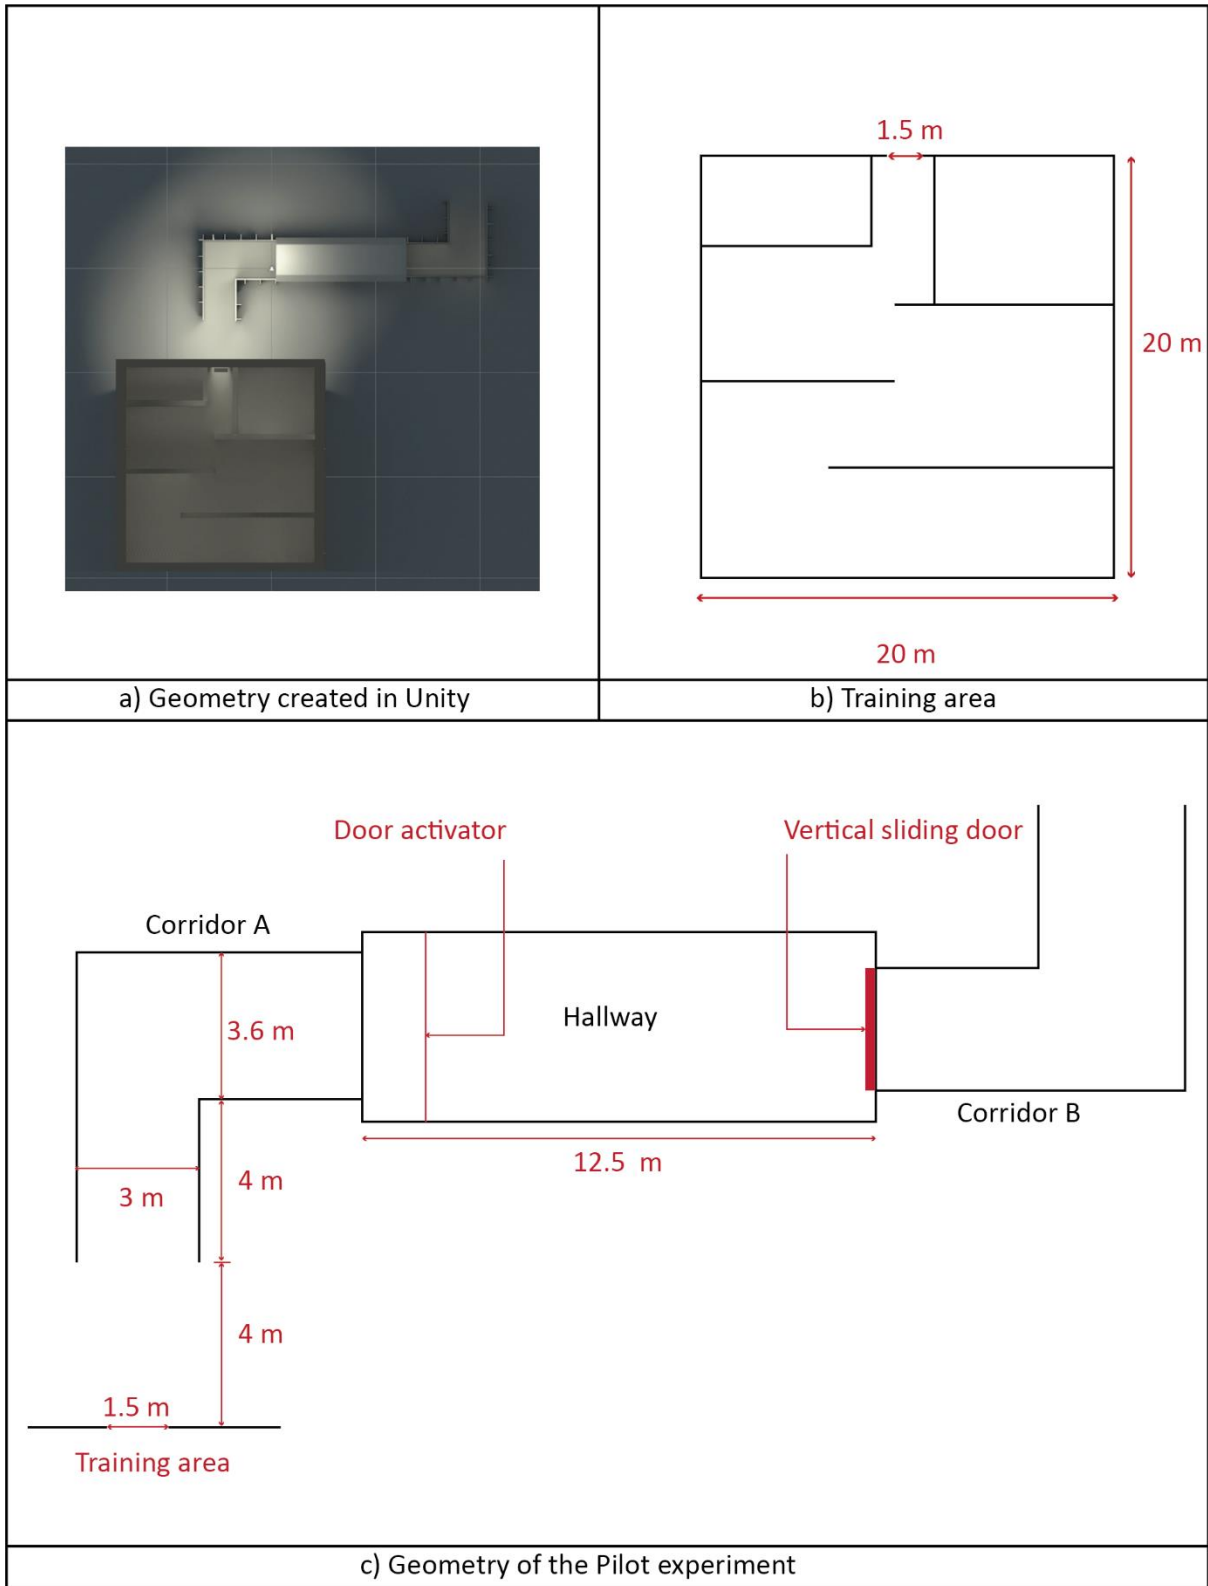 1.5 m
20 m
20 m
a) Geometry created in Unity
b) Training area
Door activator
Vertical sliding door
Corridor A
3.6 m
Hallway
Corridor B
12.5 m
3 m
4 m
4 m
1.5 m
Training area
c) Geometry of the Pilot experiment